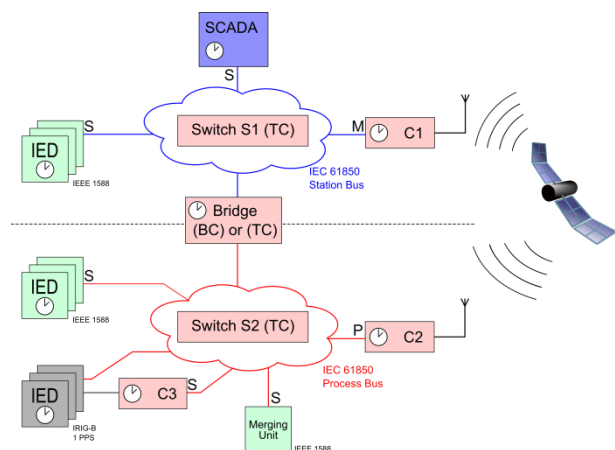 SCADA
S
Switch S1 (TC)
S
M
C1
IED
IEEE 1588
IEC 61850
Station Bus
Bridge
(BC) or (TC)
IED
S
IEEE 1588
Switch S2 (TC)
P
C2
IEC 61850
Process Bus
IED
C3
S
IRIG-B
1 PPS
S
Merging
Unit
IEEE 1588